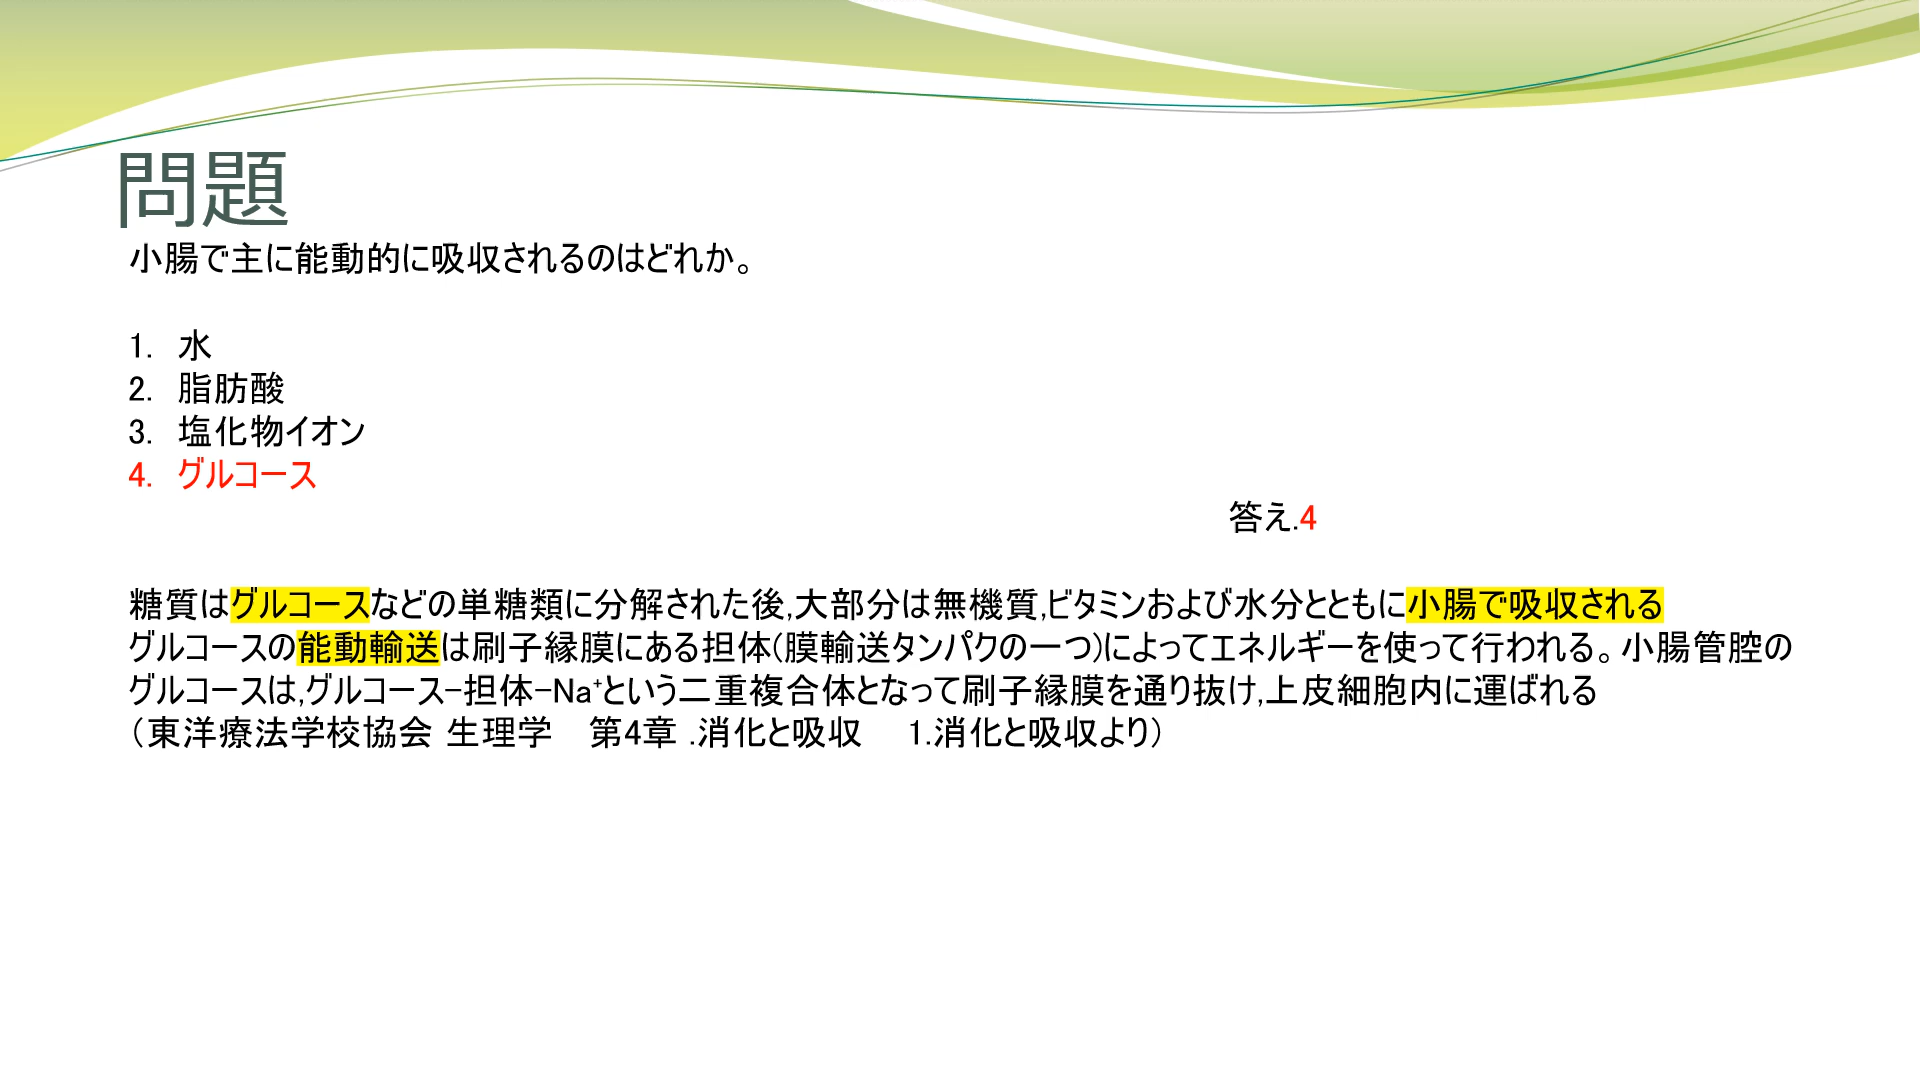 問題
小腸で主に能動的に吸収されるのはどれか。
1. 水
2. 脂肪酸
3. 塩化物イオン
4. グルコース
答え.4
糖質はグルコースなどの単糖類に分解された後,大部分は無機質,ビタミンおよび水分とともに小腸で吸収される
グルコースの能動輸送は刷子縁膜にある担体(膜輸送タンパクの一つ)によってエネルギーを使って行われる。小腸管腔の
グルコースは,グルコース-担体-Na⁺という二重複合体となって刷子縁膜を通り抜け,上皮細胞内に運ばれる
（東洋療法学校協会 生理学　第4章 .消化と吸収　1.消化と吸収より）